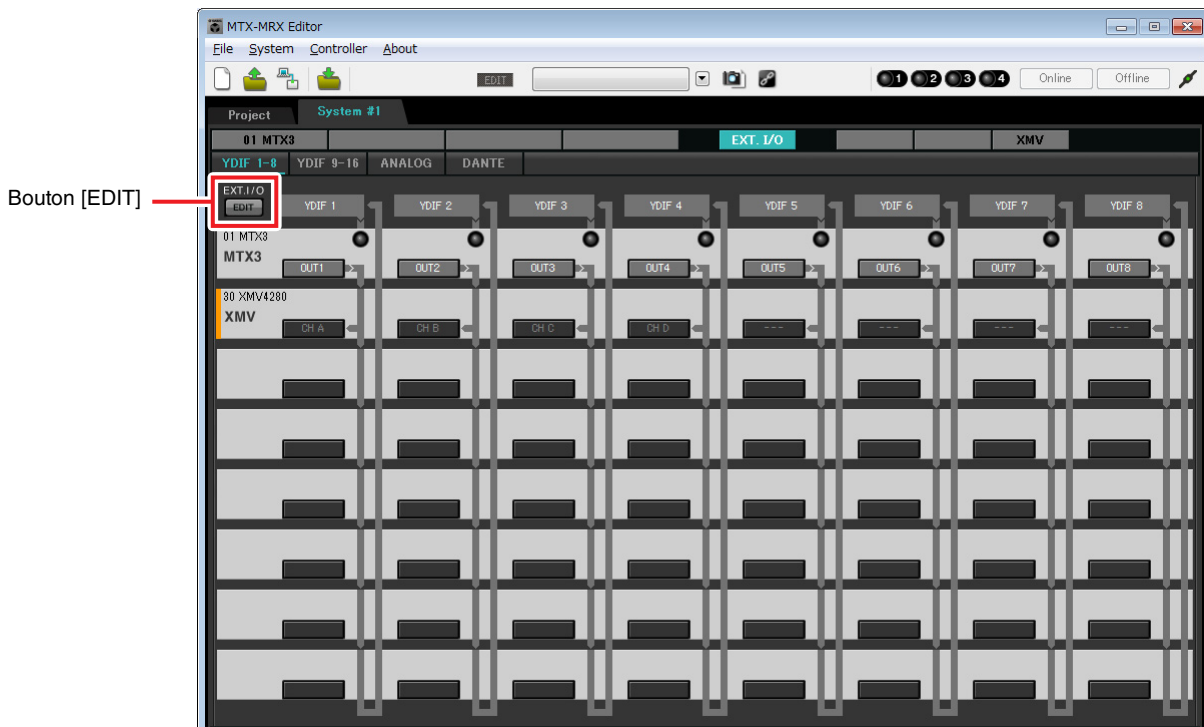 MTX-MRX Editor
File System Controller About
EDIT 1 2 3 4 Online Offline
Project System #1
01 MTX3 EXT. I/O XMV
YDIF 1-8 YDIF 9-16 ANALOG DANTE
Bouton [EDIT]
EXT.I/O
EDIT
YDIF 1 YDIF 2 YDIF 3 YDIF 4 YDIF 5 YDIF 6 YDIF 7 YDIF 8
01 MTX3
MTX3
OUT1 OUT2 OUT3 OUT4 OUT5 OUT6 OUT7 OUT8
30 XMV4280
XMV
CH A CH B CH C CH D --- --- --- ---